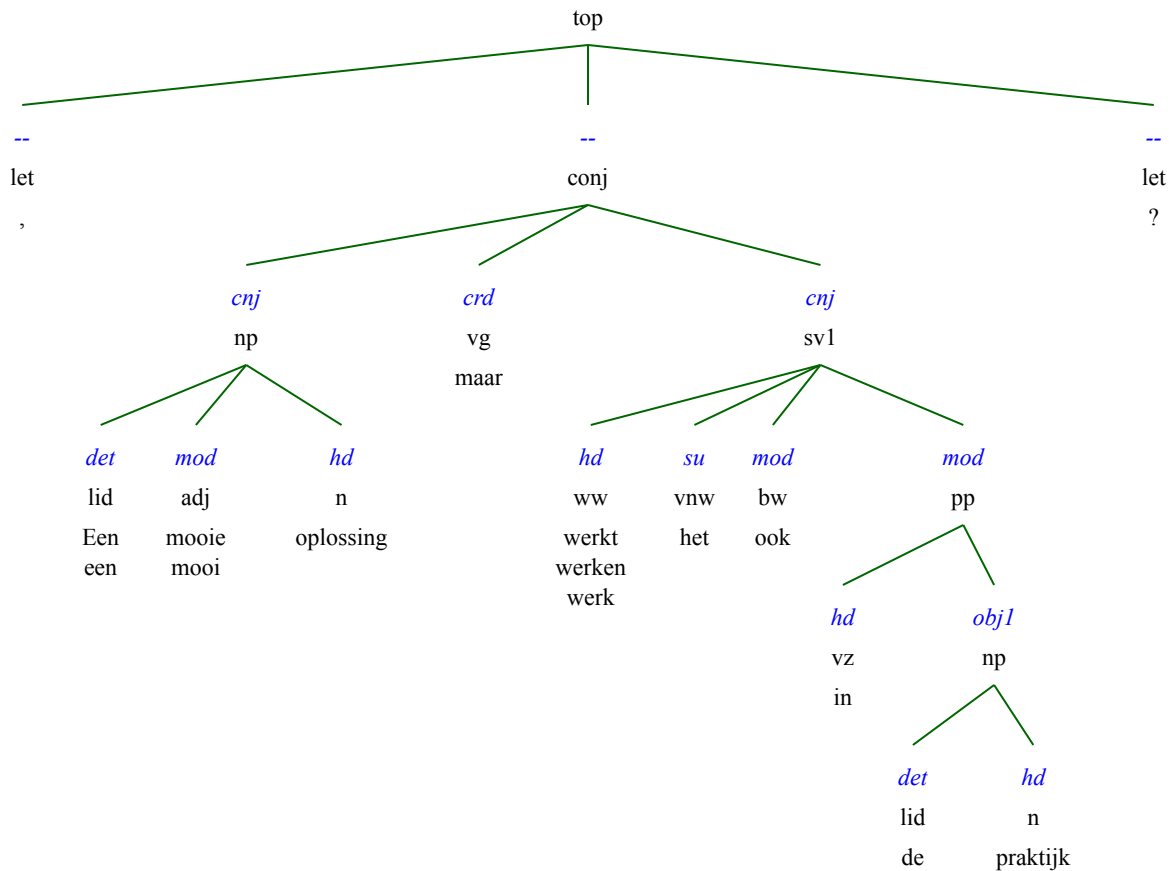 top
-- -- --
let conj let
, ?
cnj crd cnj
np vg sv1
maar
det mod hd hd su mod mod
lid adj n ww vnw bw pp
Een mooie oplossing werkt het ook
een mooi werken
werk
hd obj1
vz np
in
det hd
lid n
de praktijk